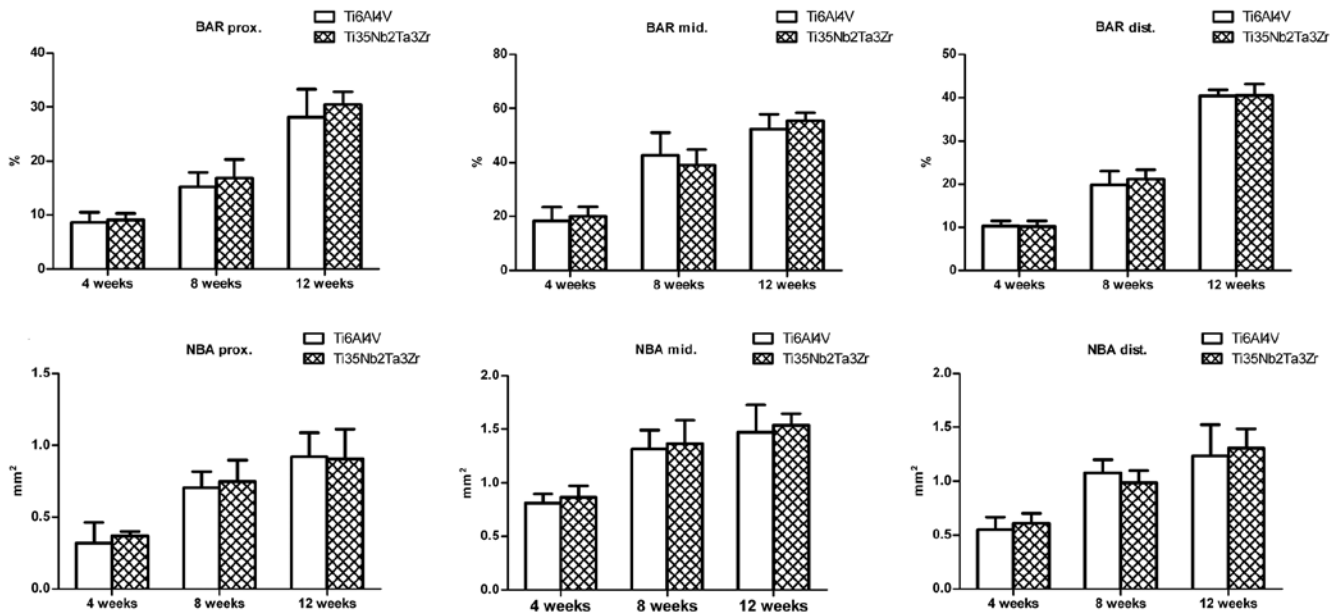 BAR prox.
Ti6Al4V
Ti35Nb2Ta3Zr
%
40
30
20
10
0
4 weeks
8 weeks
12 weeks
BAR mid.
Ti6Al4V
Ti35Nb2Ta3Zr
%
80
60
40
20
0
4 weeks
8 weeks
12 weeks
BAR dist.
Ti6Al4V
Ti35Nb2Ta3Zr
%
50
40
30
20
10
0
4 weeks
8 weeks
12 weeks
NBA prox.
Ti6Al4V
Ti35Nb2Ta3Zr
mm²
1.5
1.0
0.5
0.0
4 weeks
8 weeks
12 weeks
NBA mid.
Ti6Al4V
Ti35Nb2Ta3Zr
mm²
2.0
1.5
1.0
0.5
0.0
4 weeks
8 weeks
12 weeks
NBA dist.
Ti6Al4V
Ti35Nb2Ta3Zr
mm²
2.0
1.5
1.0
0.5
0.0
4 weeks
8 weeks
12 weeks